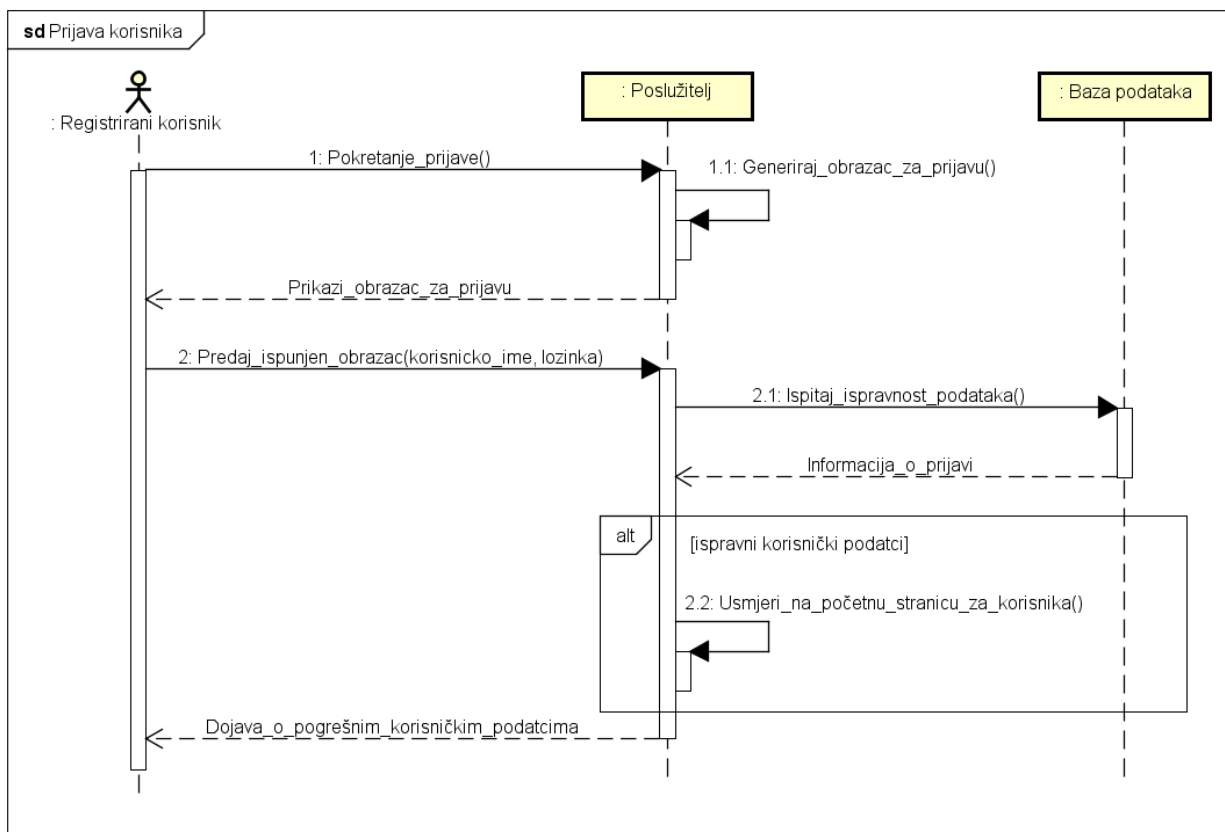 sd Prijava korisnika
: Registrirani korisnik
: Poslužitelj
: Baza podataka
1: Pokretanje_prijave()
1.1: Generiraj_obrazac_za_prijavu()
Prikazi_obrazac_za_prijavu
2: Predaj_ispunjen_obrazac(korisnicko_ime, lozinka)
2.1: Ispitaj_ispravnost_podataka()
Informacija_o_prijavi
alt
[ispravni korisnički podatci]
2.2: Usmjeri_na_početnu_stranicu_za_korisnika()
Dojava_o_pogrešnim_korisničkim_podatcima